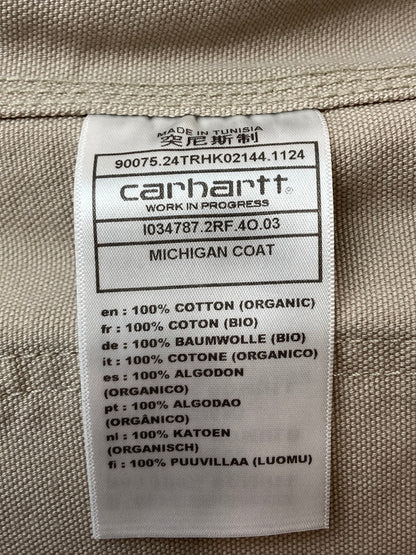 MADE IN TUNISIA
突尼斯制
90075.24TRHK02144.1124
carhartt®
WORK IN PROGRESS
I034787.2RF.4O.03
MICHIGAN COAT
en : 100% COTTON (ORGANIC)
fr : 100% COTON (BIO)
de : 100% BAUMWOLLE (BIO)
it : 100% COTONE (ORGANICO)
es : 100% ALGODON
(ORGANICO)
pt : 100% ALGODAO
(ORGÂNICO)
nl : 100% KATOEN
(ORGANISCH)
fi : 100% PUUVILLAA (LUOMU)